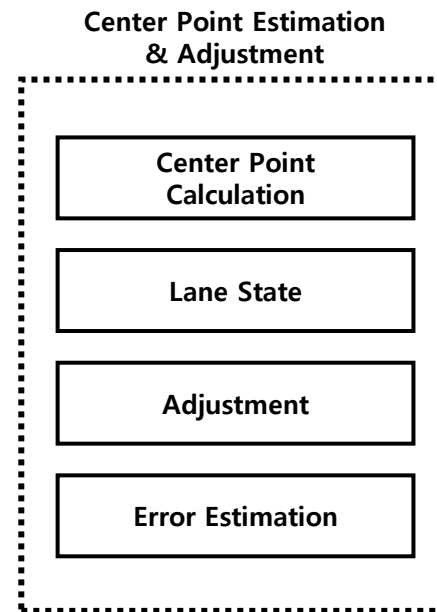 Center Point Estimation
& Adjustment
Center Point
Calculation
Lane State
Adjustment
Error Estimation